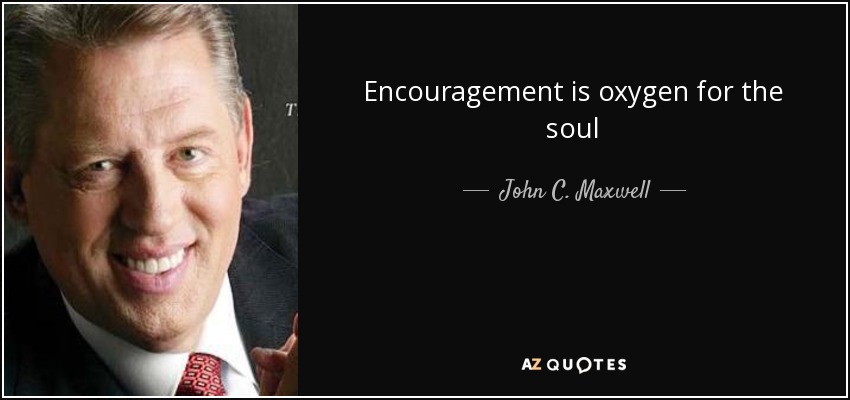 T
Encouragement is oxygen for the
soul
John C. Maxwell
AZ QUOTES